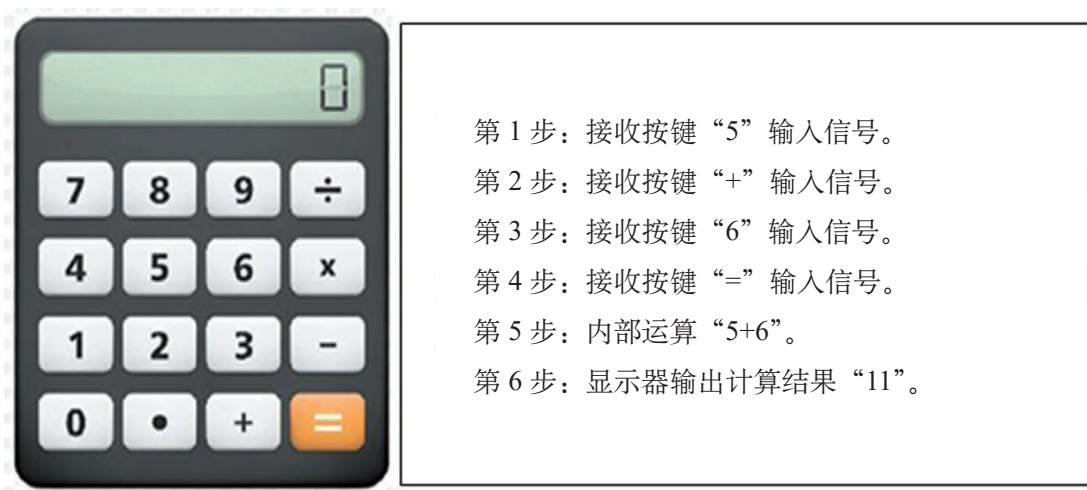 0
7 8 9 ÷
4 5 6 x
1 2 3 −
0 • + =
第 1 步：接收按键“5”输入信号。
第 2 步：接收按键“+”输入信号。
第 3 步：接收按键“6”输入信号。
第 4 步：接收按键“=”输入信号。
第 5 步：内部运算“5+6”。
第 6 步：显示器输出计算结果“11”。